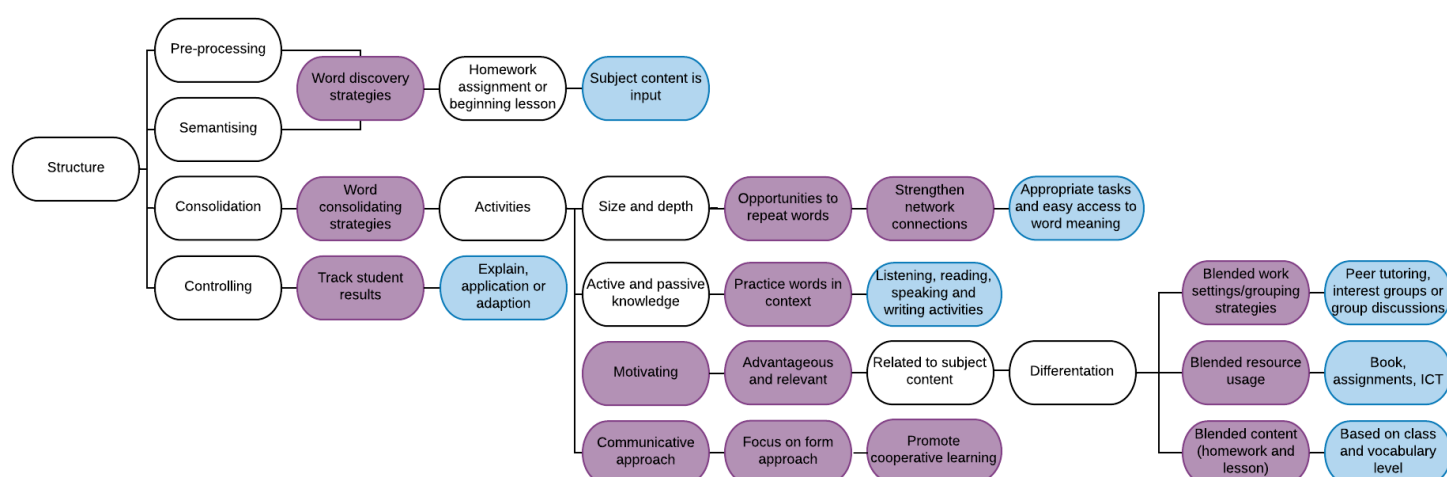 Pre-processing
Word discovery
strategies
Homework
assignment or
beginning lesson
Subject content is
input
Semantising
Structure
Consolidation
Word
consolidating
strategies
Activities
Size and depth
Opportunities to
repeat words
Strengthen
network
connections
Appropriate tasks
and easy access to
word meaning
Controlling
Track student
results
Explain,
application or
adaption
Active and passive
knowledge
Practice words in
context
Listening, reading,
speaking and
writing activities
Motivating
Advantageous
and relevant
Related to subject
content
Differentation
Communicative
approach
Focus on form
approach
Promote
cooperative learning
Blended work
settings/grouping
strategies
Peer tutoring,
interest groups or
group discussions
Blended resource
usage
Book,
assignments, ICT
Blended content
(homework and
lesson)
Based on class
and vocabulary
level